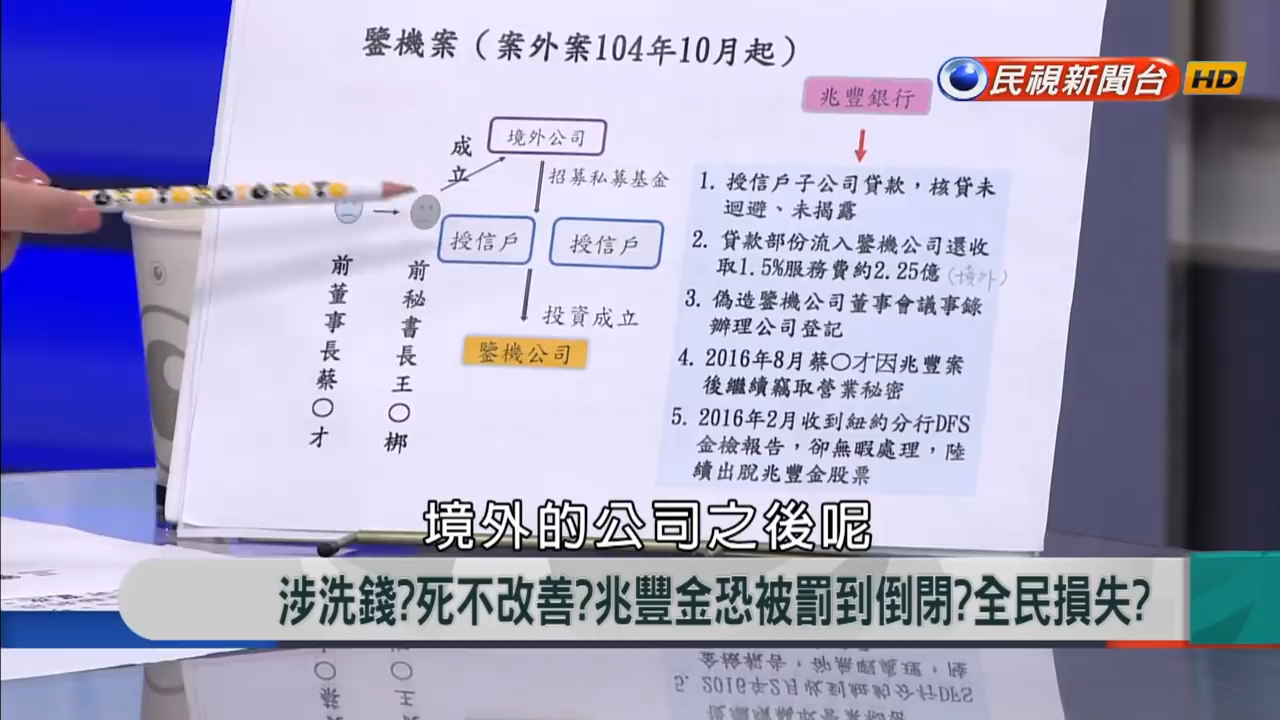 鑒機案（案外案104年10月起）
民視新聞台 HD
兆豐銀行
境外公司
成立
招募私募基金
授信戶
授信戶
投資成立
鑒機公司
前董事長蔡〇才
前秘書長王〇梆
1. 授信戶子公司貸款，核貸未
迴避、未揭露
2. 貸款部份流入鑒機公司還收
取1.5%服務費約2.25億(境外)
3. 偽造鑒機公司董事會議事錄
辦理公司登記
4. 2016年8月蔡〇才因兆豐案
後繼續竊取營業秘密
5. 2016年2月收到紐約分行DFS
金檢報告，卻無暇處理，陸
續出脫兆豐金股票
境外的公司之後呢
涉洗錢?死不改善?兆豐金恐被罰到倒閉?全民損失?